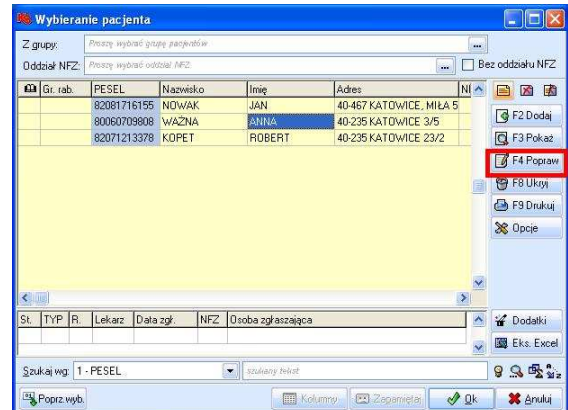 Wybieranie pacjenta
Z grupy: Proszę wybrać grupę pacjentów ...
Oddział NFZ: Proszę wybrać oddział NFZ ... Bez oddziału NFZ
Gr. rab. PESEL Nazwisko Imię Adres
82081716155 NOWAK JAN 40-467 KATOWICE, MIŁA 5
80060709808 WAŻNA ANNA 40-235 KATOWICE 3/5
82071213378 KOPET ROBERT 40-235 KATOWICE 23/2
F2 Dodaj
F3 Pokaż
F4 Popraw
F8 Ukryj
F9 Drukuj
Opcje
St. TYP R. Lekarz Data zgł. NFZ Osoba zgłaszająca
Dodatki
Eks. Excel
Szukaj wg: 1 - PESEL szukany tekst
Poprz.wyb. Kolumny Zapamiętaj Ok Anuluj